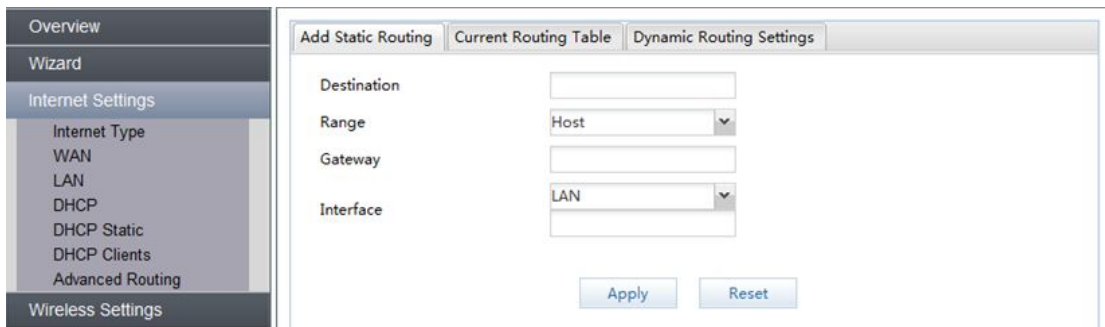 Overview
Wizard
Internet Settings
Internet Type
WAN
LAN
DHCP
DHCP Static
DHCP Clients
Advanced Routing
Wireless Settings
Add Static Routing
Current Routing Table
Dynamic Routing Settings
Destination
Range
Host
Gateway
Interface
LAN
Apply
Reset